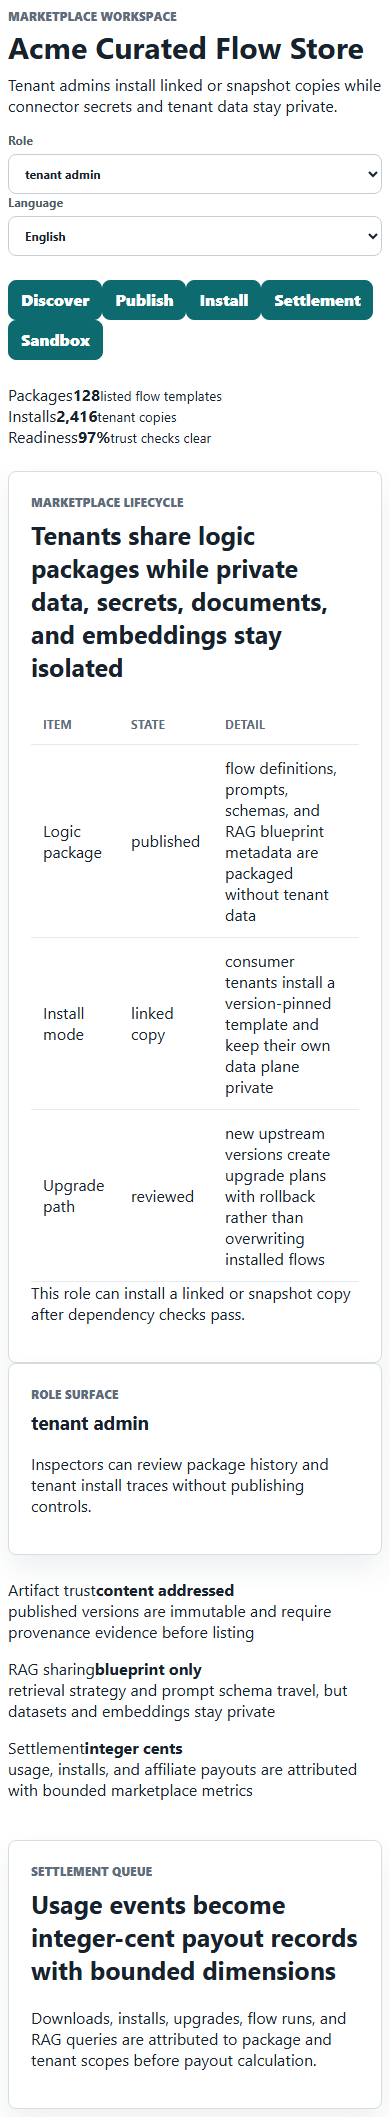 MARKETPLACE WORKSPACE
Acme Curated Flow Store
Tenant admins install linked or snapshot copies while
connector secrets and tenant data stay private.
Role
tenant admin
Language
English
Discover Publish Install Settlement
Sandbox
Packages128listed flow templates
Installs2,416tenant copies
Readiness97%trust checks clear
MARKETPLACE LIFECYCLE
Tenants share logic
packages while private
data, secrets, documents,
and embeddings stay
isolated
ITEM STATE DETAIL
Logic
package
published
flow definitions,
prompts,
schemas, and
RAG blueprint
metadata are
packaged
without tenant
data
Install
mode
linked
copy
consumer
tenants install a
version-pinned
template and
keep their own
data plane
private
Upgrade
path
reviewed
new upstream
versions create
upgrade plans
with rollback
rather than
overwriting
installed flows
This role can install a linked or snapshot copy
after dependency checks pass.
ROLE SURFACE
tenant admin
Inspectors can review package history and
tenant install traces without publishing
controls.
Artifact trustcontent addressed
published versions are immutable and require
provenance evidence before listing
RAG sharingblueprint only
retrieval strategy and prompt schema travel, but
datasets and embeddings stay private
Settlementinteger cents
usage, installs, and affiliate payouts are attributed
with bounded marketplace metrics
SETTLEMENT QUEUE
Usage events become
integer-cent payout records
with bounded dimensions
Downloads, installs, upgrades, flow runs, and
RAG queries are attributed to package and
tenant scopes before payout calculation.